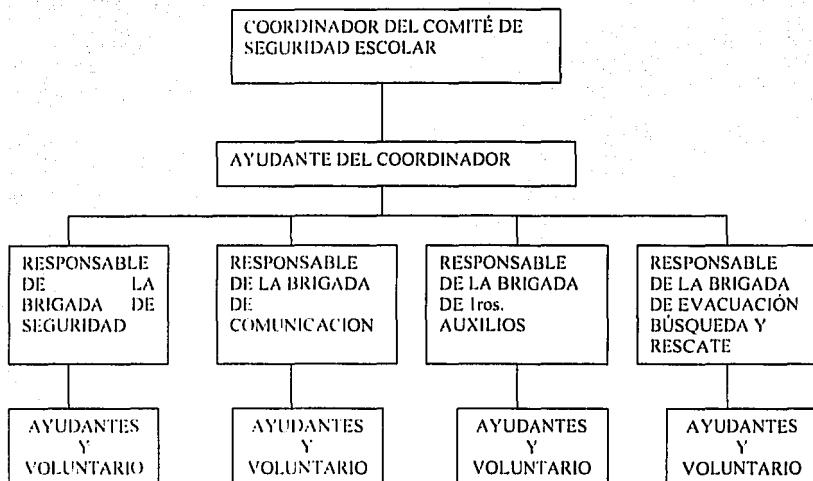 COORDINADOR DEL COMITÉ DE
SEGURIDAD ESCOLAR
AYUDANTE DEL COORDINADOR
RESPONSABLE
DE LA
BRIGADA DE
SEGURIDAD
RESPONSABLE
DE LA BRIGADA
DE
COMUNICACION
RESPONSABLE
DE LA BRIGADA
DE 1ros.
AUXILIOS
RESPONSABLE
DE LA BRIGADA
DE EVACUACIÓN
BÚSQUEDA Y
RESCATE
AYUDANTES
Y
VOLUNTARIO
AYUDANTES
Y
VOLUNTARIO
AYUDANTES
Y
VOLUNTARIO
AYUDANTES
Y
VOLUNTARIO